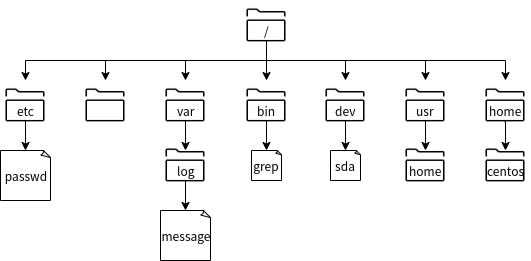 /
etc
var
bin
dev
usr
home
passwd
log
grep
sda
home
centos
message